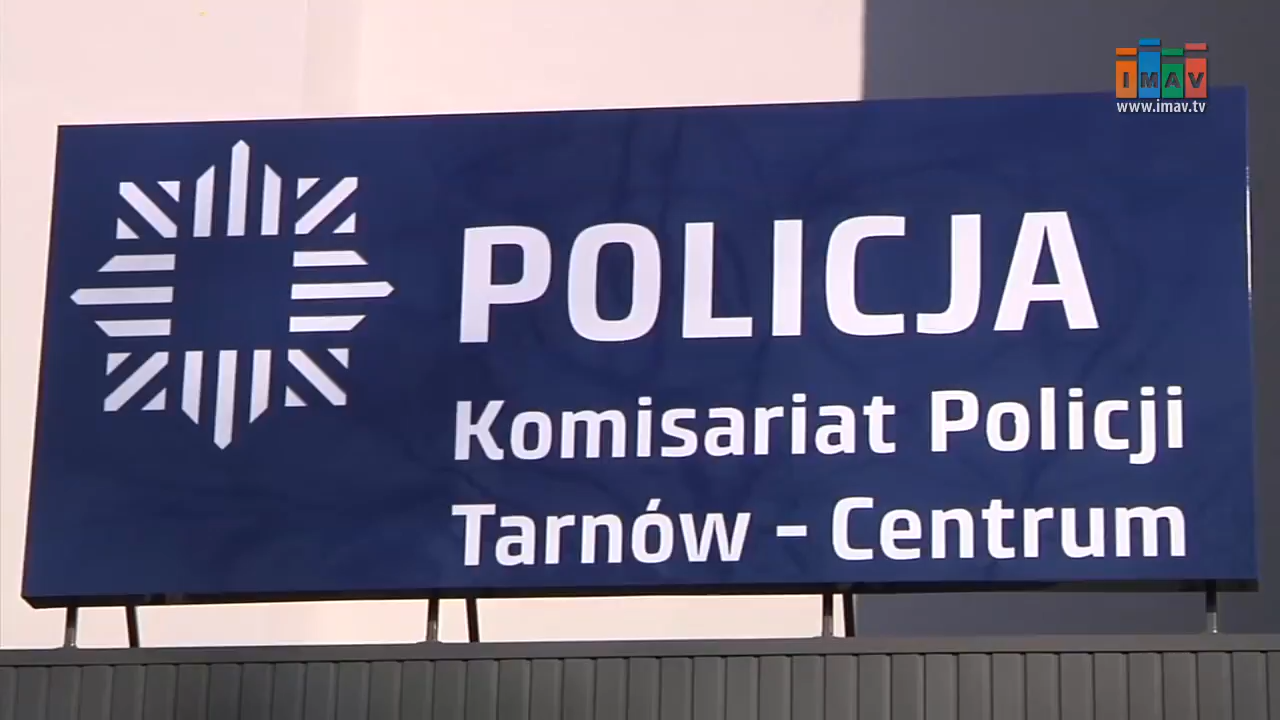 IMAV
www.imav.tv
POLICJA
Komisariat Policji
Tarnów - Centrum